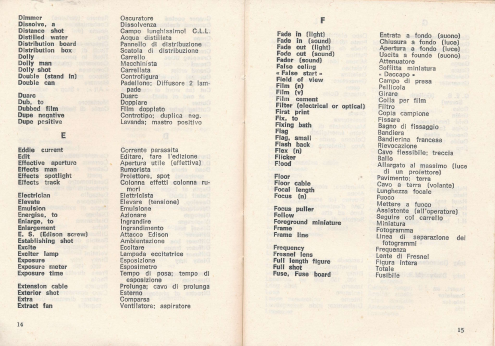 Dimmer Oscuratore
Dissolve, a Dissolvenza
Distance shot Campo lunghissimo! C.L.L.
Distilled water Acqua distillata
Distribution board Pannello di distribuzione
Distribution box Scatola di distribuzione
Dolly Carrello
Dolly man Macchinista
Dolly shot Carrellata
Double (stand in) Controfigura
Double can Padellone; Diffusore 2 lam-
pade
Duarc Duarc
Dub, to Doppiare
Dubbed film Film doppiato
Dupe negative Controtipo; duplica neg.
Dupe positive Lavanda; mastro positivo
E
Eddie current Corrente parassita
Edit Editare, fare l'edizione
Effective aperture Apertura utile (effettiva)
Effects man Rumorista
Effects spotlight Proiettore, spot
Effects track Colonna effetti colonna ru-
mori
Electrician Elettricista
Elevate Elevare (tensione)
Emulsion Emulsione
Energise, to Azionare
Enlarge, to Ingrandire
Enlargement Ingrandimento
E. S. (Edison screw) Attacco Edison
Establishing shot Ambientazione
Excite Eccitare
Exciter lamp Lampada eccitatrice
Exposure Esposizione
Exposure meter Esposimetro
Exposure time Tempo di posa; tempo di
esposizione
Extension cable Prolunga; cavo di prolunga
Exterior shot Esterno
Extra Comparsa
Extract fan Ventilatore; aspiratore
14
F
Fade in (light) Entrata a fondo (suono)
Fade in (sound) Chiusura a fondo (luce)
Fade out (light) Apertura a fondo (luce)
Fade out (sound) Uscita a fondo (suono)
Fader (sound) Attenuatore
False ceiling Soffitta miniatura
« False start » « Daccapo »
Field of view Campo di presa
Film (n) Pellicola
Film (v) Girare
Film cement Colla per film
Filter (electrical or optical) Filtro
First print Copia campione
Fix, to Fissare
Fixing bath Bagno di fissaggio
Flag Bandiera
Flag, small Bandierina francese
Flash back Rievocazione
Flex (n) Cavo flessibile; treccia
Flicker Ballo
Flood Allargato al massimo (luce
di un proiettore)
Floor Pavimento; terra
Floor cable Cavo a terra (volante)
Focal length Lunghezza focale
Focus (n) Fuoco
Mettere a fuoco
Focus puller Assistente (all'operatore)
Follow Seguire col carrello
Foreground miniature Miniatura
Frame Fotogramma
Frame line Linea di separazione dei
fotogrammi
Frequency Frequenza
Fresnel lens Lente di Fresnel
Full length figure Figura intera
Full shot Totale
Fuse, Fuse board Fusibile
15